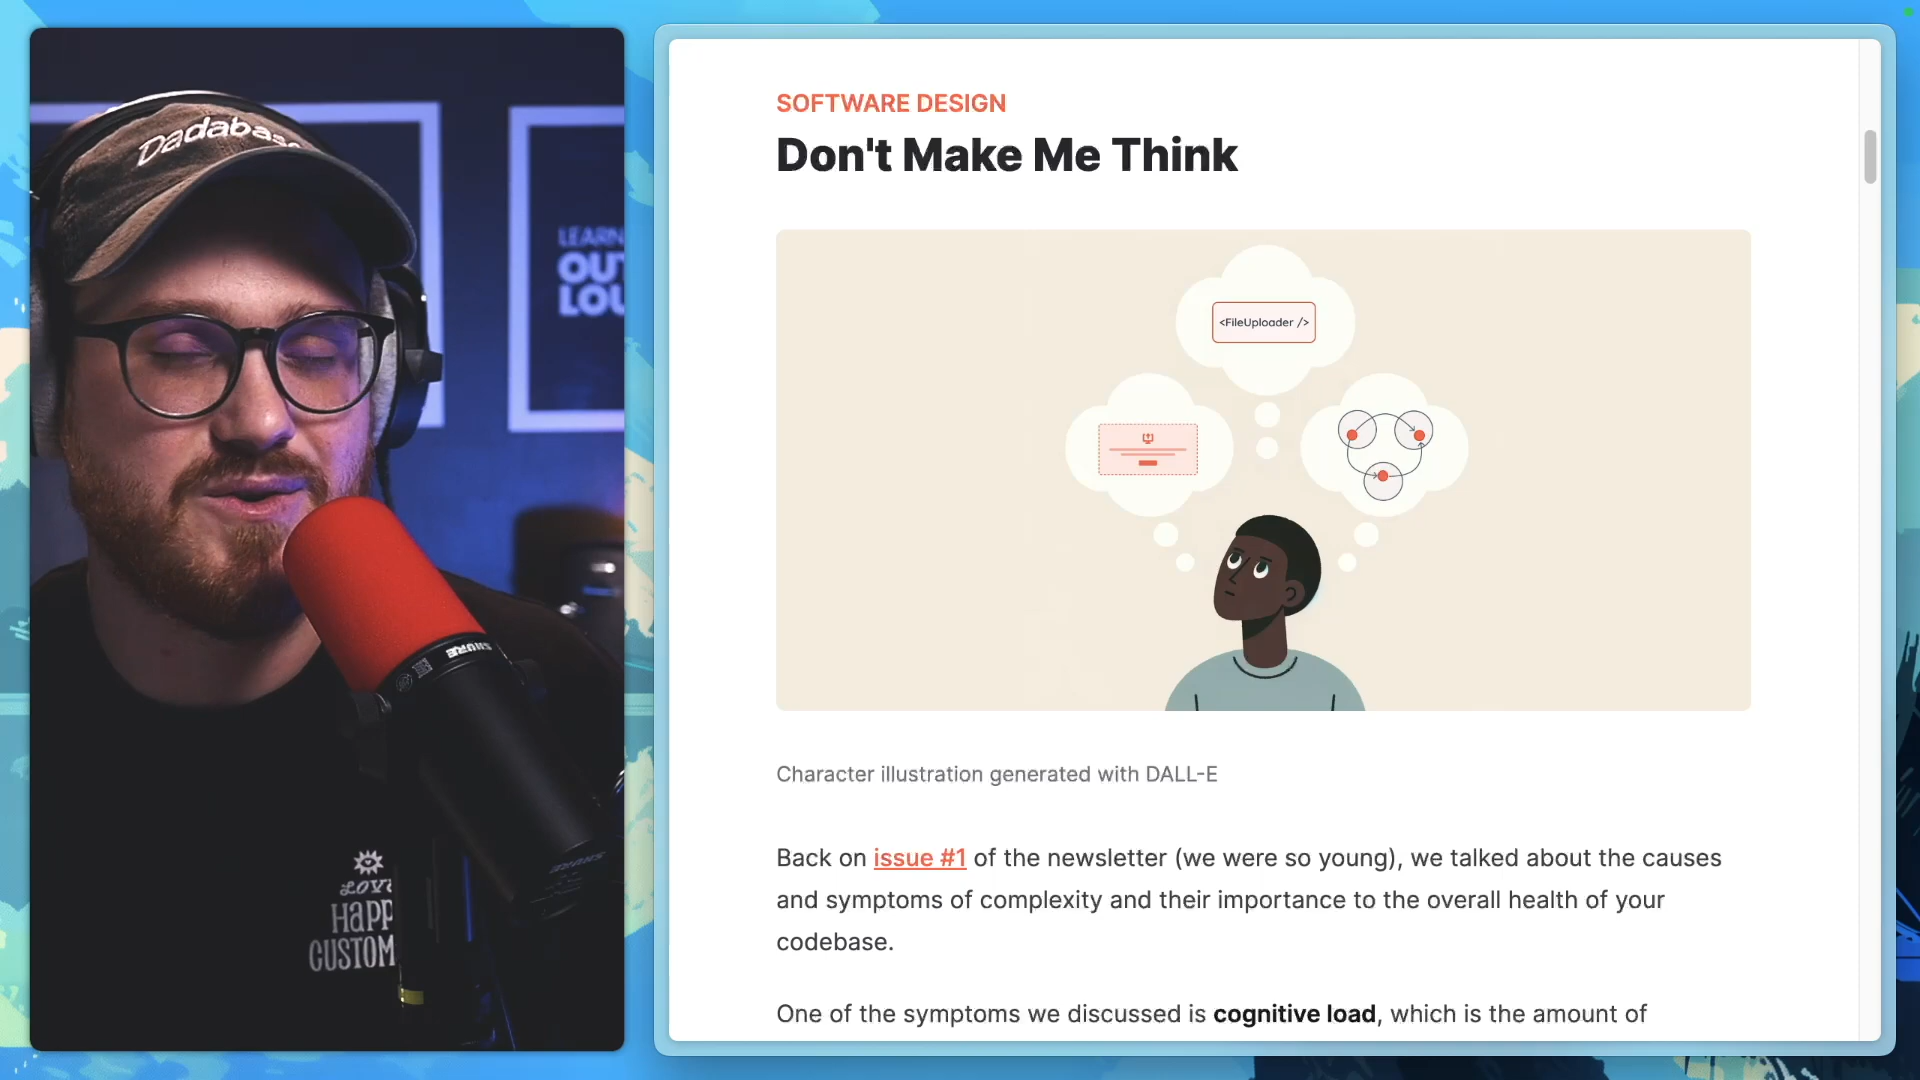 Dadabase
LEARN
OUT
LOU
SHURE
LOVE
HAPP
CUSTOM
SOFTWARE DESIGN
Don't Make Me Think
<FileUploader />
Character illustration generated with DALL-E
Back on issue #1 of the newsletter (we were so young), we talked about the causes
and symptoms of complexity and their importance to the overall health of your
codebase.
One of the symptoms we discussed is cognitive load, which is the amount of